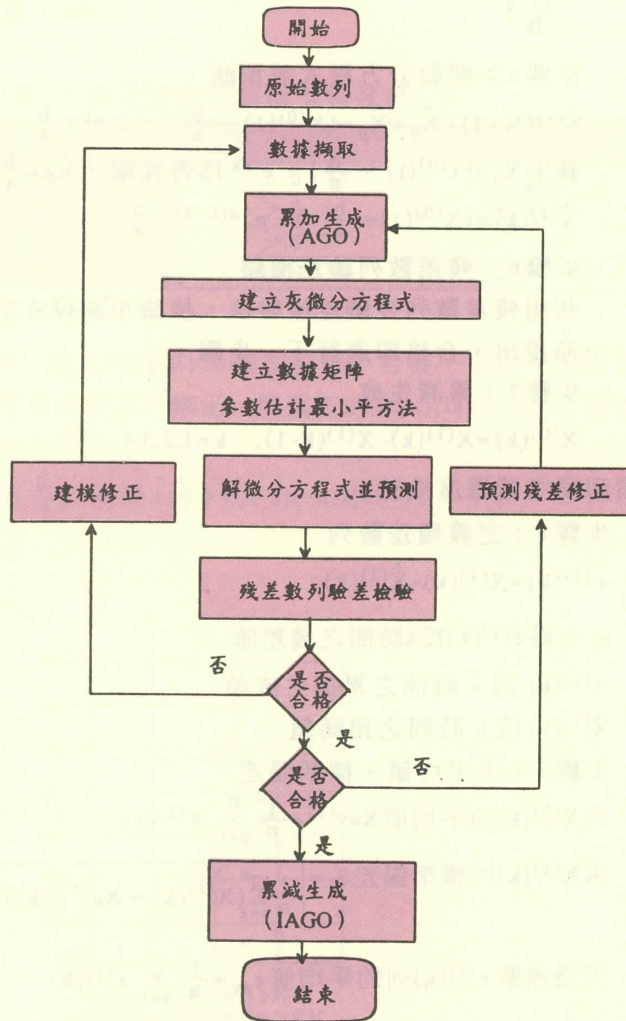 開始
原始數列
數據擷取
累加生成
(AGO)
建立灰微分方程式
建立數據矩陣
參數估計最小平方法
建模修正
解微分方程式並預測
預測殘差修正
殘差數列驗差檢驗
否
是否
合格
是
是否
合格
否
是
累減生成
(IAGO)
結束